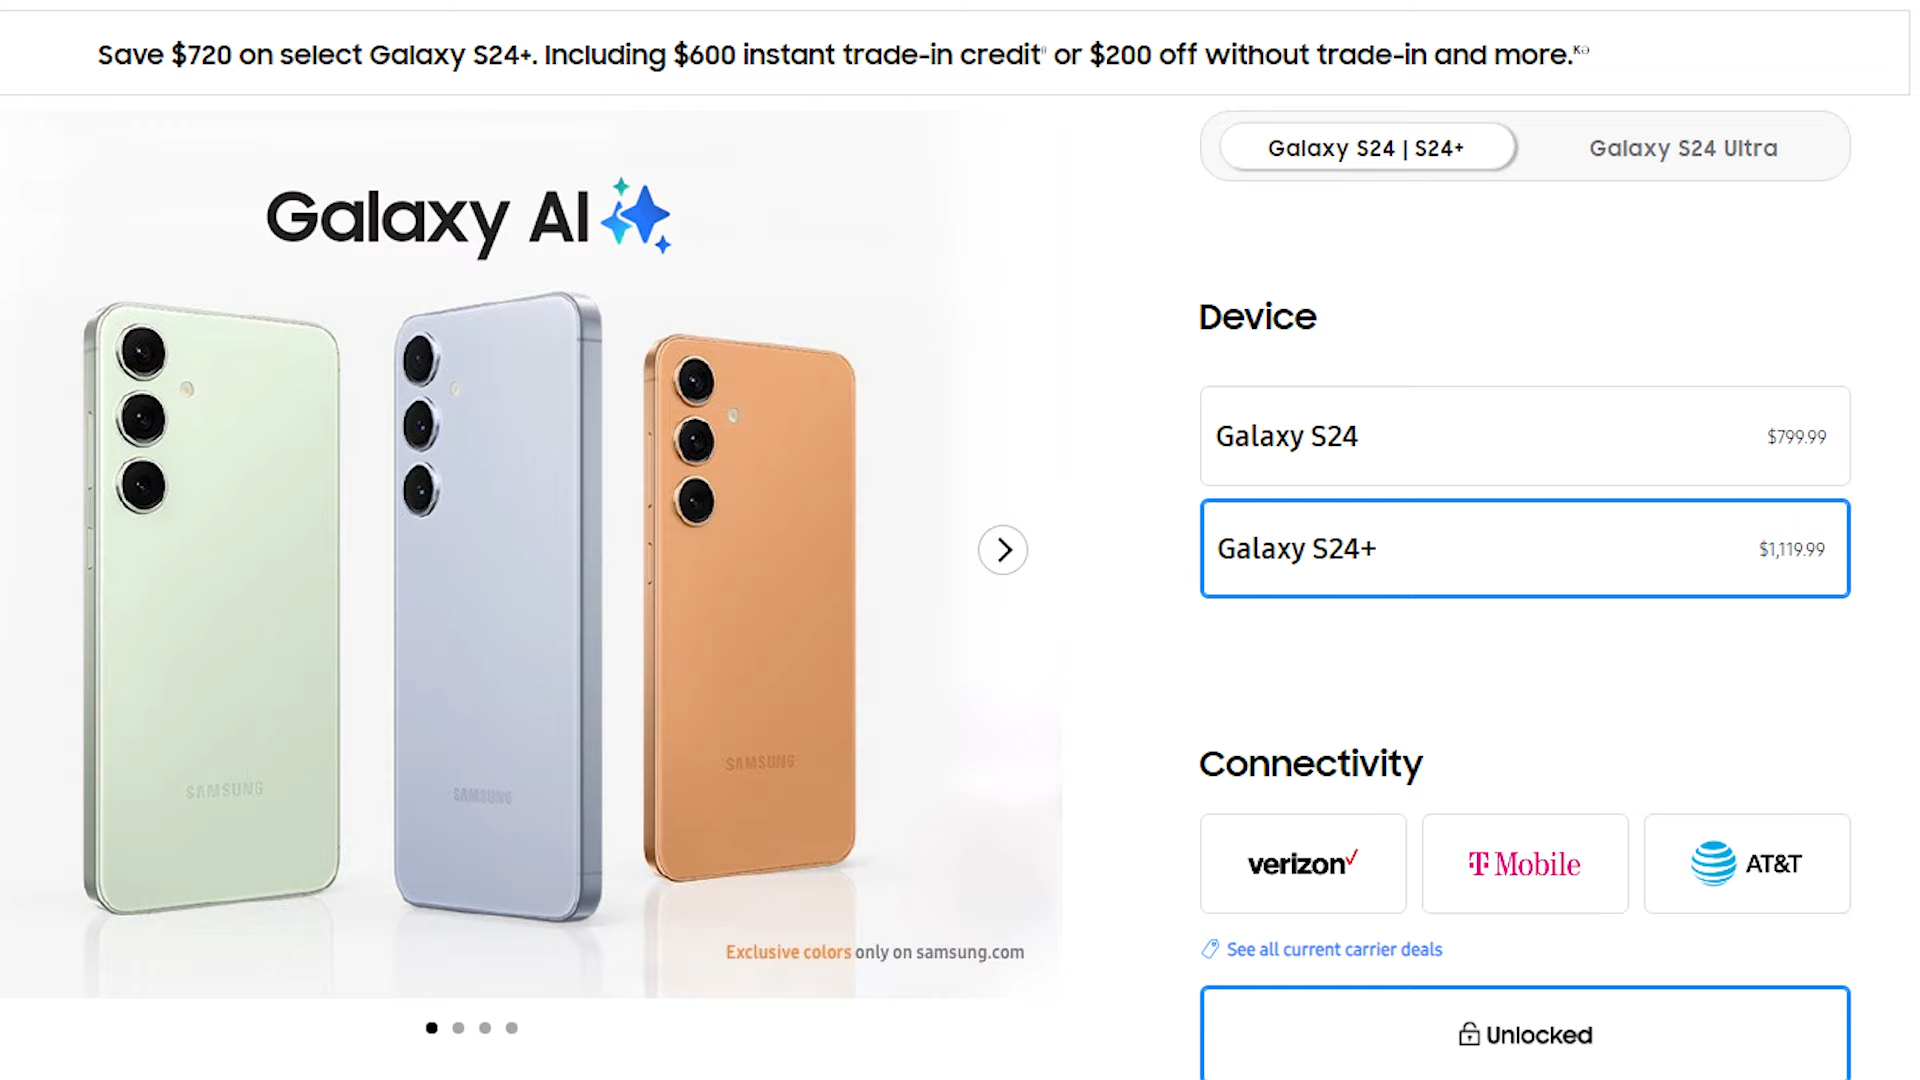 Save $720 on select Galaxy S24+. Including $600 instant trade-in credit or $200 off without trade-in and more.
Galaxy AI
SAMSUNG
SAMSUNG
SAMSUNG
Exclusive colors only on samsung.com
Galaxy S24 | S24+
Galaxy S24 Ultra
Device
Galaxy S24 $799.99
Galaxy S24+ $1,119.99
Connectivity
verizon
T Mobile
AT&T
See all current carrier deals
Unlocked